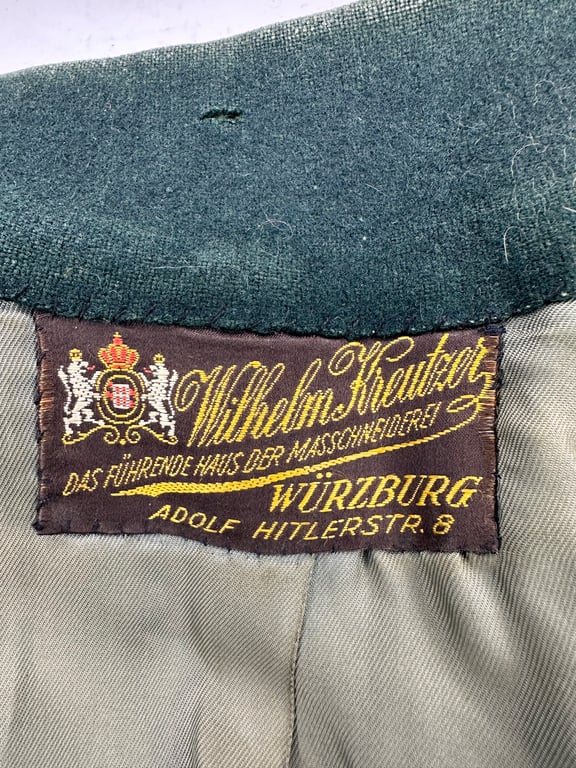 Wilhelm Kreutzer
DAS FÜHRENDE HAUS DER MASSCHNEIDEREI
WÜRZBURG
ADOLF HITLERSTR. 8